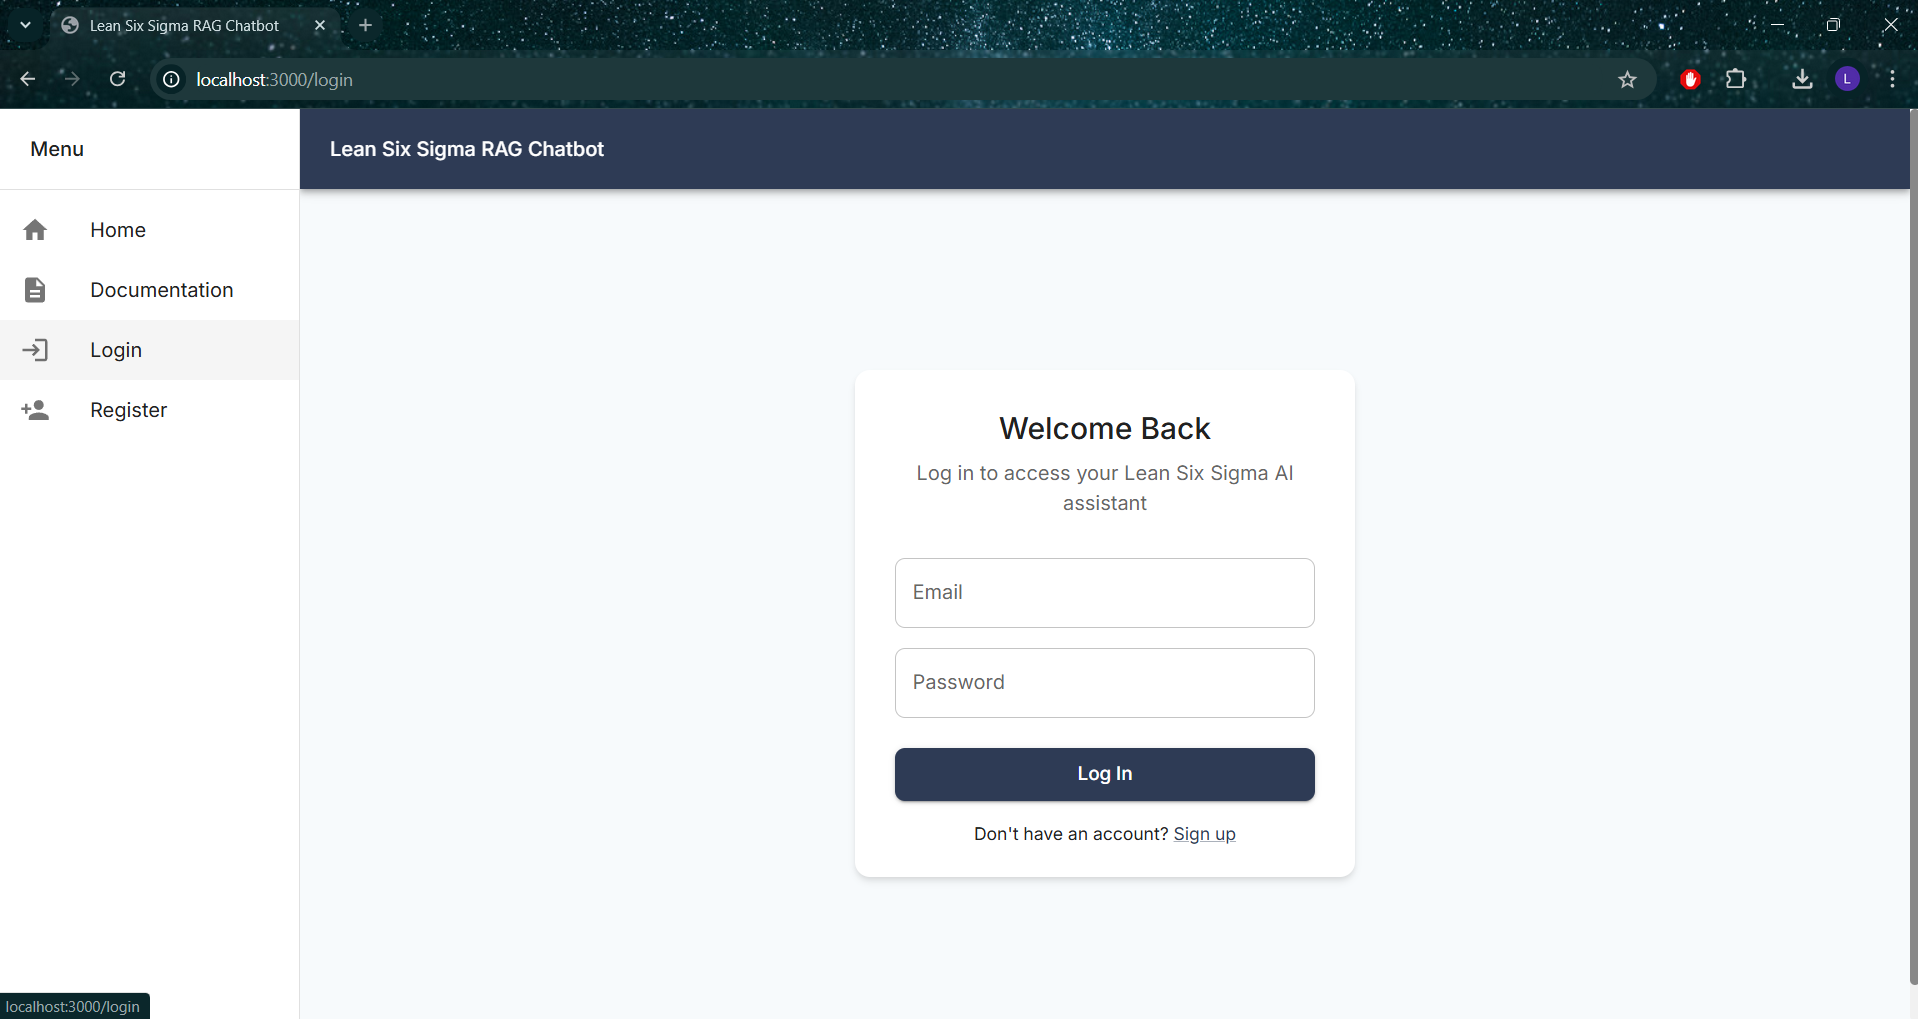 Lean Six Sigma RAG Chatbot
localhost:3000/login
L
Menu
Lean Six Sigma RAG Chatbot
Home
Documentation
Login
Register
Welcome Back
Log in to access your Lean Six Sigma AI
assistant
Email
Password
Log In
Don't have an account? Sign up
localhost:3000/login